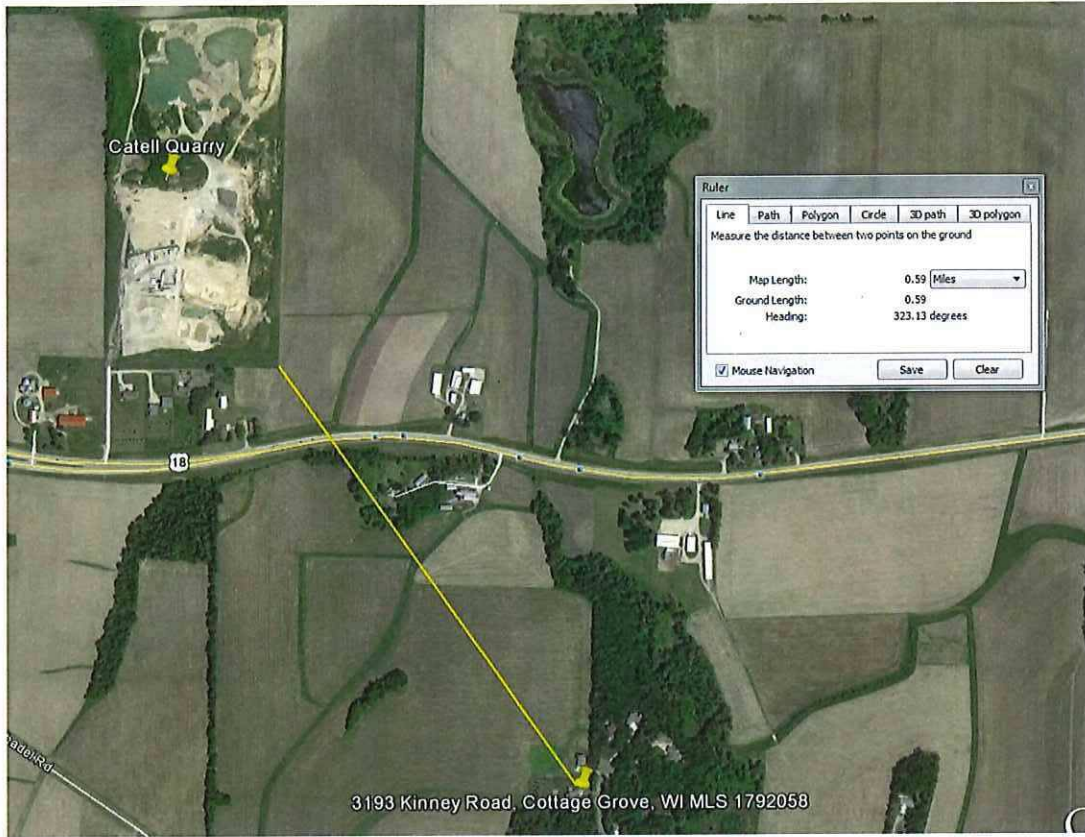 Catell Quarry
Ruler
Line Path Polygon Circle 3D path 3D polygon
Measure the distance between two points on the ground
Map Length: 0.59 Miles
Ground Length: 0.59
Heading: 323.13 degrees
Mouse Navigation Save Clear
18
Rd
3193 Kinney Road, Cottage Grove, WI MLS 1792058